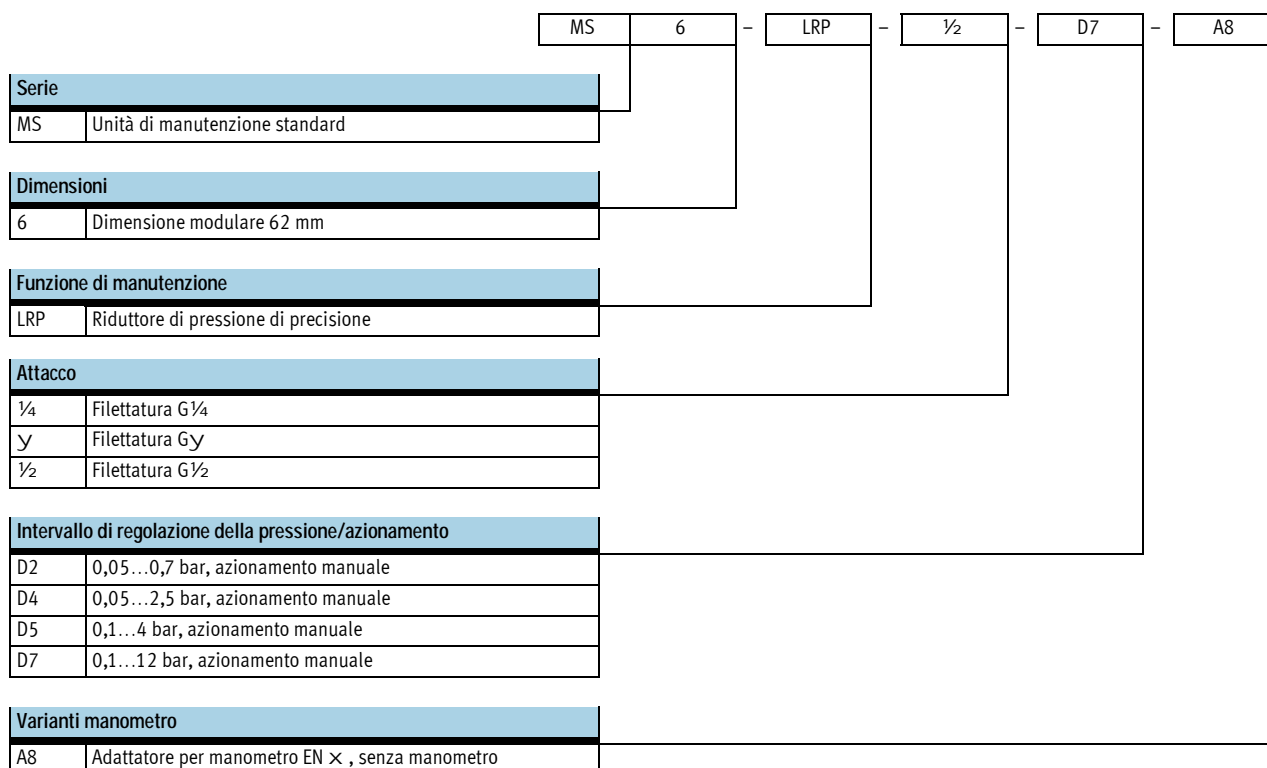 MS 6 – LRP – ½ – D7 – A8
Serie
MS Unità di manutenzione standard
Dimensioni
6 Dimensione modulare 62 mm
Funzione di manutenzione
LRP Riduttore di pressione di precisione
Attacco
¼ Filettatura G¼
y Filettatura Gy
½ Filettatura G½
Intervallo di regolazione della pressione/azionamento
D2 0,05…0,7 bar, azionamento manuale
D4 0,05…2,5 bar, azionamento manuale
D5 0,1…4 bar, azionamento manuale
D7 0,1…12 bar, azionamento manuale
Varianti manometro
A8 Adattatore per manometro EN × , senza manometro